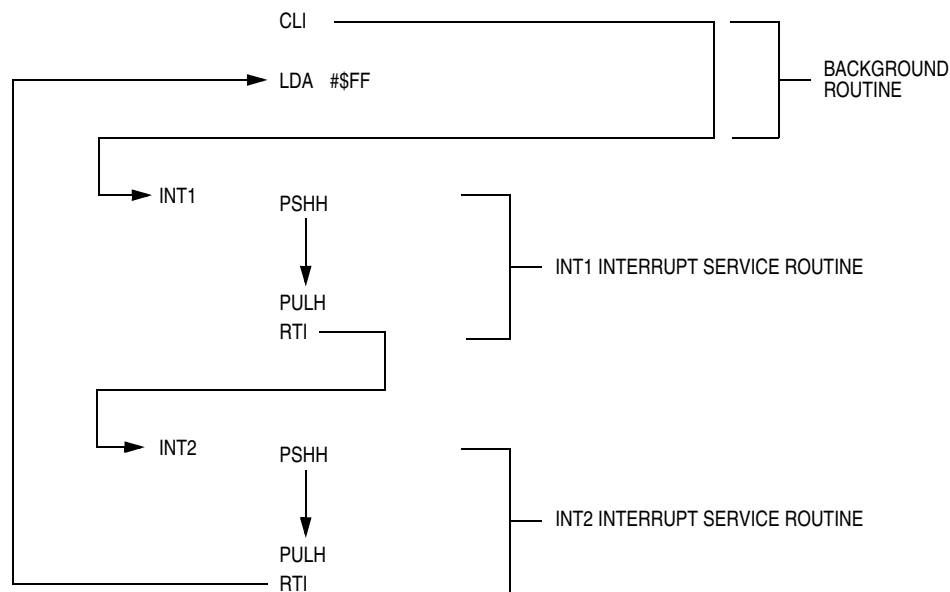 CLI
LDA #$FF
BACKGROUND
ROUTINE
INT1
PSHH
INT1 INTERRUPT SERVICE ROUTINE
PULH
RTI
INT2
PSHH
INT2 INTERRUPT SERVICE ROUTINE
PULH
RTI